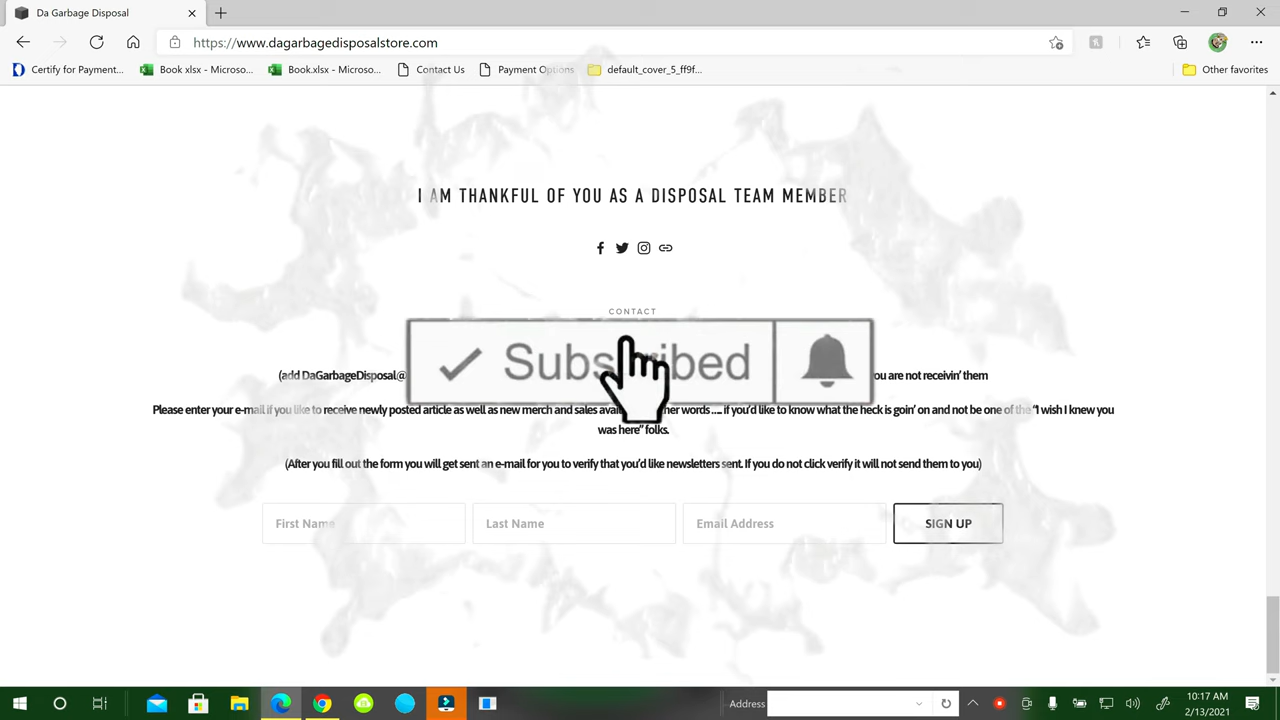 Da Garbage Disposal
https://www.dagarbagedisposalstore.com
Certify for Payment... Book.xlsx - Microso... Book.xlsx - Microso... Contact Us Payment Options default_cover_5_ff9f... Other favorites
I AM THANKFUL OF YOU AS A DISPOSAL TEAM MEMBER
CONTACT
Subscribed
(add DaGarbageDisposal@ you are not receivin' them
Please enter your e-mail if you like to receive newly posted article as well as new merch and sales words .... if you'd like to know what the heck is goin' on and not be one of the "I wish I knew you
was here" folks.
(After you fill out the form you will get sent an e-mail for you to verify that you'd like newsletters sent. If you do not click verify it will not send them to you)
First Name Last Name Email Address SIGN UP
Address
10:17 AM
2/13/2021